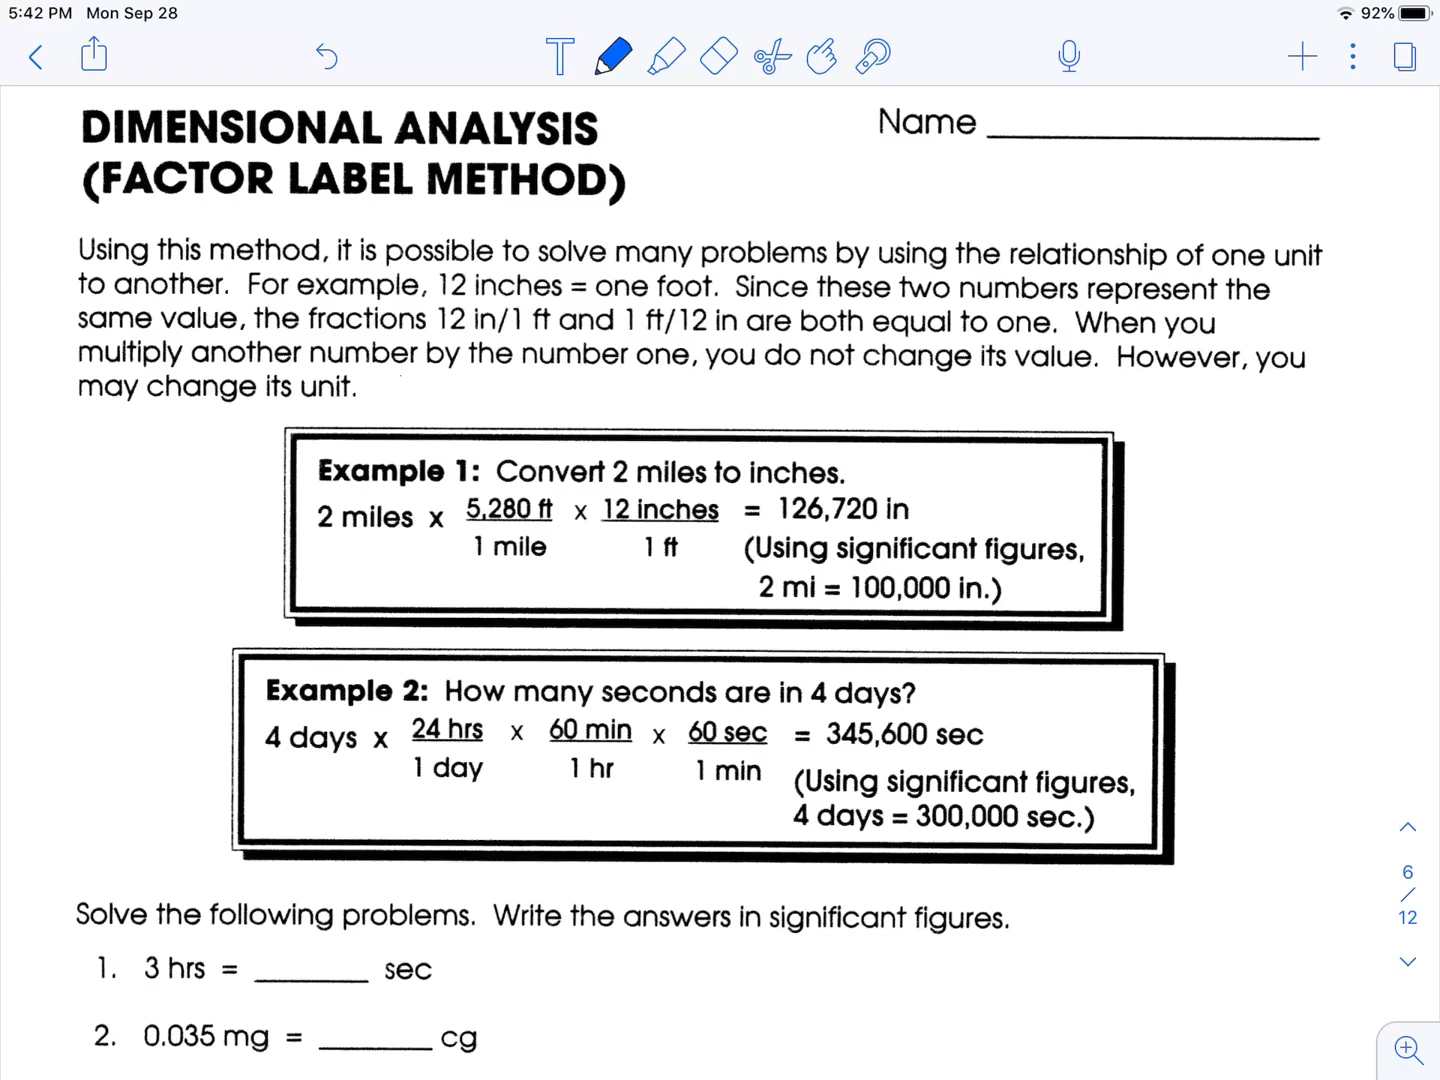 5:42 PM Mon Sep 28 92%
DIMENSIONAL ANALYSIS
(FACTOR LABEL METHOD)
Name
Using this method, it is possible to solve many problems by using the relationship of one unit
to another. For example, 12 inches = one foot. Since these two numbers represent the
same value, the fractions 12 in/1 ft and 1 ft/12 in are both equal to one. When you
multiply another number by the number one, you do not change its value. However, you
may change its unit.
Example 1: Convert 2 miles to inches.
2 miles x 5,280 ft x 12 inches = 126,720 in
1 mile 1 ft (Using significant figures,
2 mi = 100,000 in.)
Example 2: How many seconds are in 4 days?
4 days x 24 hrs x 60 min x 60 sec = 345,600 sec
1 day 1 hr 1 min (Using significant figures,
4 days = 300,000 sec.)
Solve the following problems. Write the answers in significant figures.
1. 3 hrs = ________ sec
2. 0.035 mg = ________ cg
6
/
12